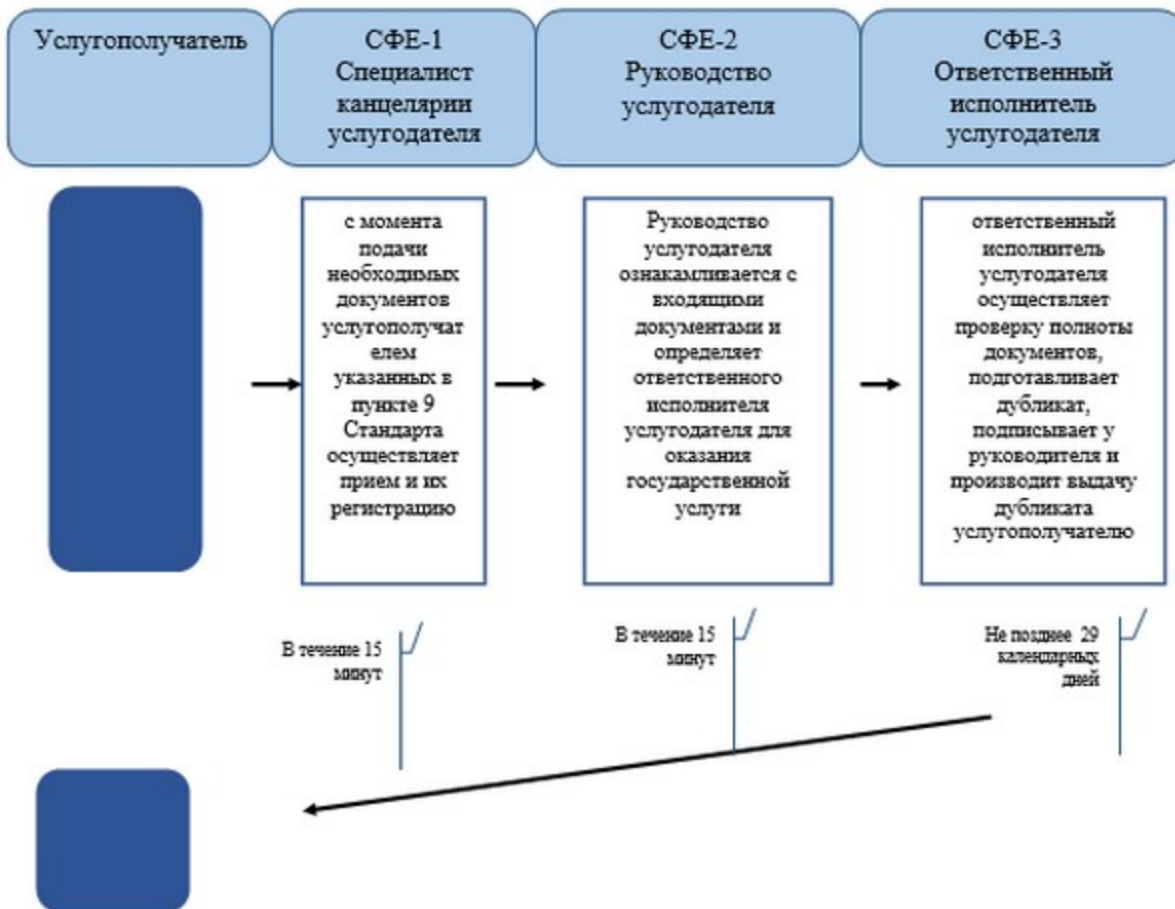 Услугополучатель
СФЕ-1
Специалист
канцелярии
услугодателя
СФЕ-2
Руководство
услугодателя
СФЕ-3
Ответственный
исполнитель
услугодателя
с момента
подачи
необходимых
документов
услугополучат
елем
указанных в
пункте 9
Стандарта
осуществляет
прием и их
регистрацию
Руководство
услугодателя
ознакамливается с
входящими
документами и
определяет
ответственного
исполнителя
услугодателя для
оказания
государственной
услуги
ответственный
исполнитель
услугодателя
осуществляет
проверку полноты
документов,
подготавливает
дубликат,
подписывает у
руководителя и
производит выдачу
дубликата
услугополучателю
В течение 15
минут
В течение 15
минут
Не позднее 29
календарных
дней